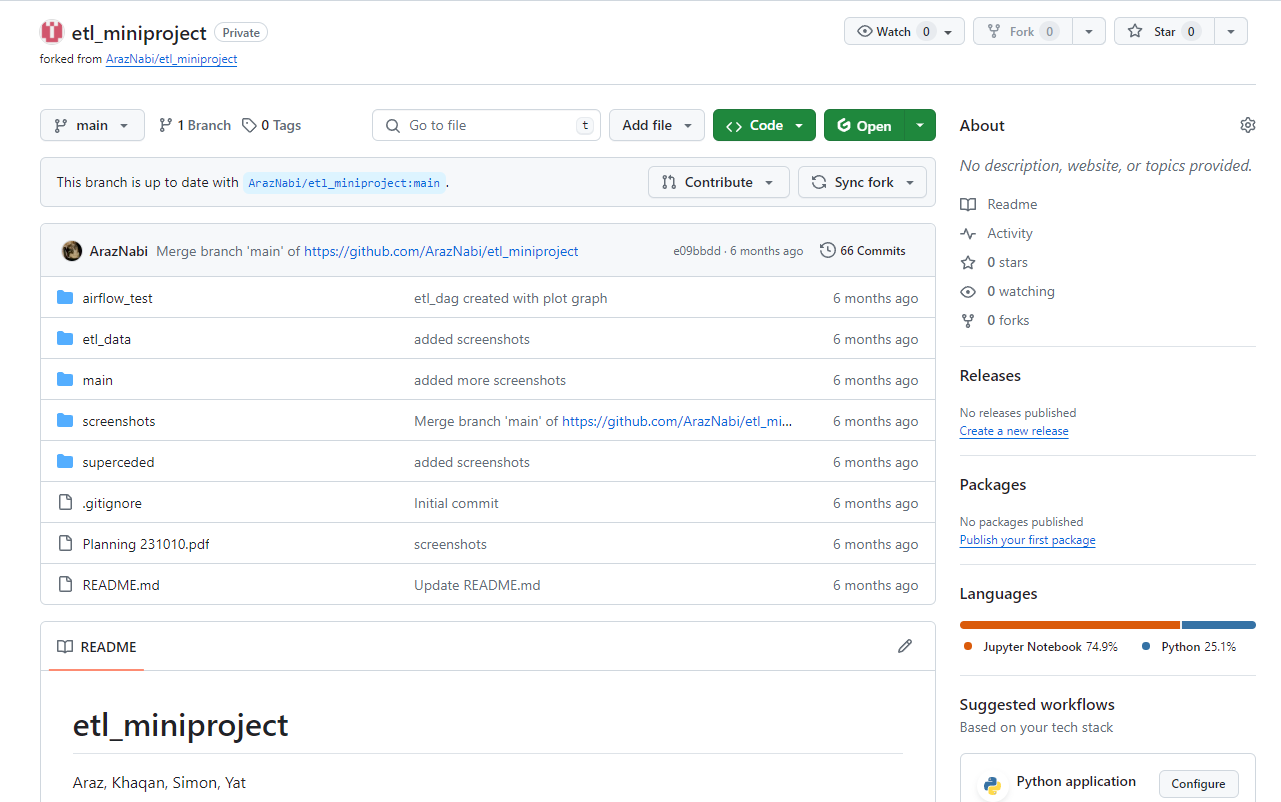 etl_miniproject Private
Watch 0 Fork 0 Star 0
forked from ArazNabi/etl_miniproject
main 1 Branch 0 Tags Go to file t Add file Code Open
This branch is up to date with ArazNabi/etl_miniproject:main . Contribute Sync fork
ArazNabi Merge branch 'main' of https://github.com/ArazNabi/etl_miniproject e09bbdd · 6 months ago 66 Commits
airflow_test etl_dag created with plot graph 6 months ago
etl_data added screenshots 6 months ago
main added more screenshots 6 months ago
screenshots Merge branch 'main' of https://github.com/ArazNabi/etl_mi... 6 months ago
superceded added screenshots 6 months ago
.gitignore Initial commit 6 months ago
Planning 231010.pdf screenshots 6 months ago
README.md Update README.md 6 months ago
README
etl_miniproject
Araz, Khaqan, Simon, Yat
About
No description, website, or topics provided.
Readme
Activity
0 stars
0 watching
0 forks
Releases
No releases published
Create a new release
Packages
No packages published
Publish your first package
Languages
Jupyter Notebook 74.9% Python 25.1%
Suggested workflows
Based on your tech stack
Python application Configure